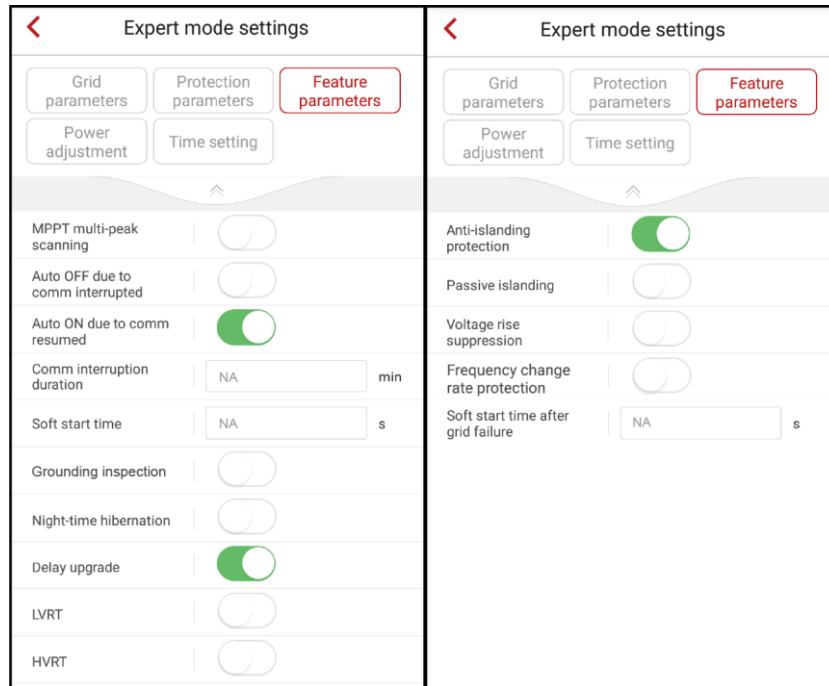 Expert mode settings
Grid
parameters
Protection
parameters
Feature
parameters
Power
adjustment
Time setting
MPPT multi-peak
scanning
Auto OFF due to
comm interrupted
Auto ON due to comm
resumed
Comm interruption
duration
NA
min
Soft start time
NA
s
Grounding inspection
Night-time hibernation
Delay upgrade
LVRT
HVRT
Expert mode settings
Grid
parameters
Protection
parameters
Feature
parameters
Power
adjustment
Time setting
Anti-islanding
protection
Passive islanding
Voltage rise
suppression
Frequency change
rate protection
Soft start time after
grid failure
NA
s